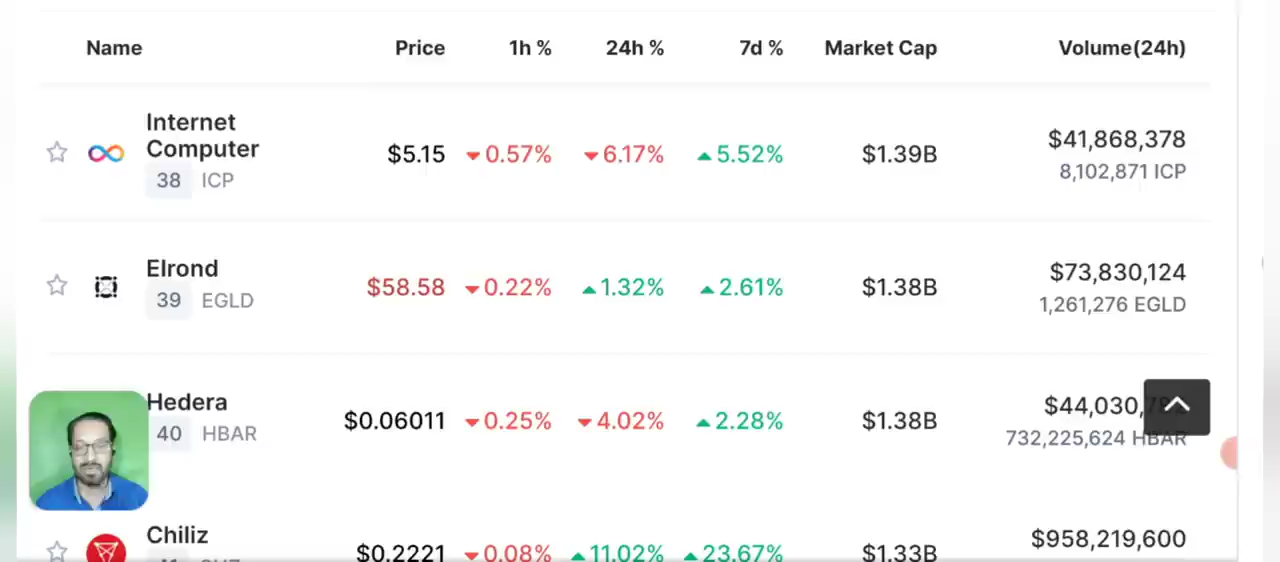 Name Price 1h % 24h % 7d % Market Cap Volume(24h)
Internet
Computer
38 ICP
$5.15 0.57% 6.17% 5.52% $1.39B $41,868,378
8,102,871 ICP
Elrond
39 EGLD
$58.58 0.22% 1.32% 2.61% $1.38B $73,830,124
1,261,276 EGLD
Hedera
40 HBAR
$0.06011 0.25% 4.02% 2.28% $1.38B $44,030,
732,225,624 HBAR
Chiliz
$0.2221 0.08% 11.02% 23.67% $1.33B $958,219,600